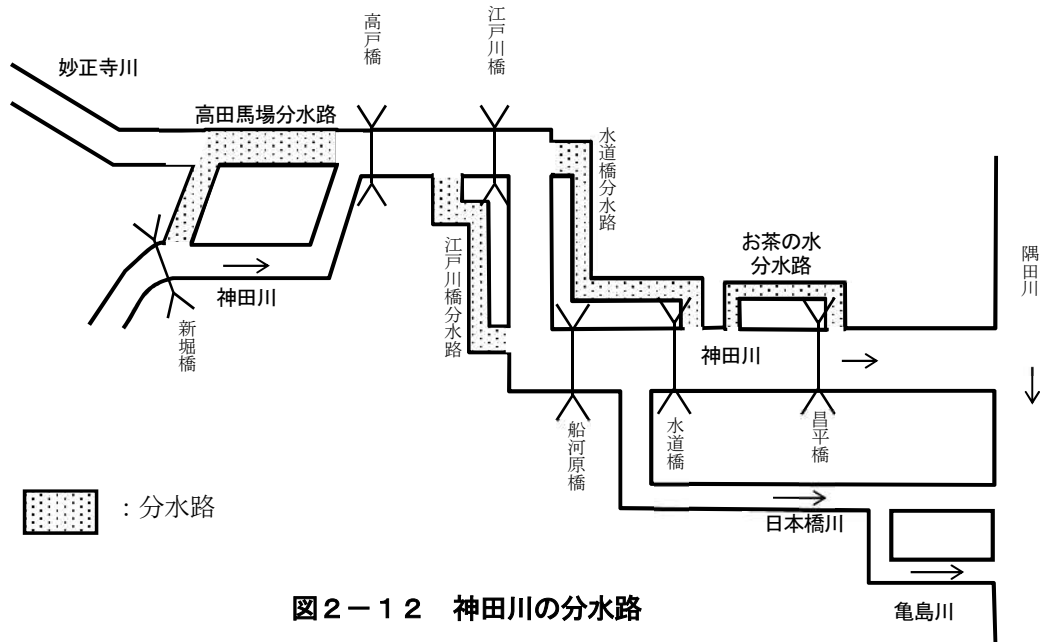 高戸橋
江戸川橋
妙正寺川
高田馬場分水路
水道橋分水路
お茶の水
分水路
隅田川
江戸川橋分水路
神田川
新堀橋
神田川
船河原橋
水道橋
昌平橋
：分水路
日本橋川
亀島川
図２－１２ 神田川の分水路